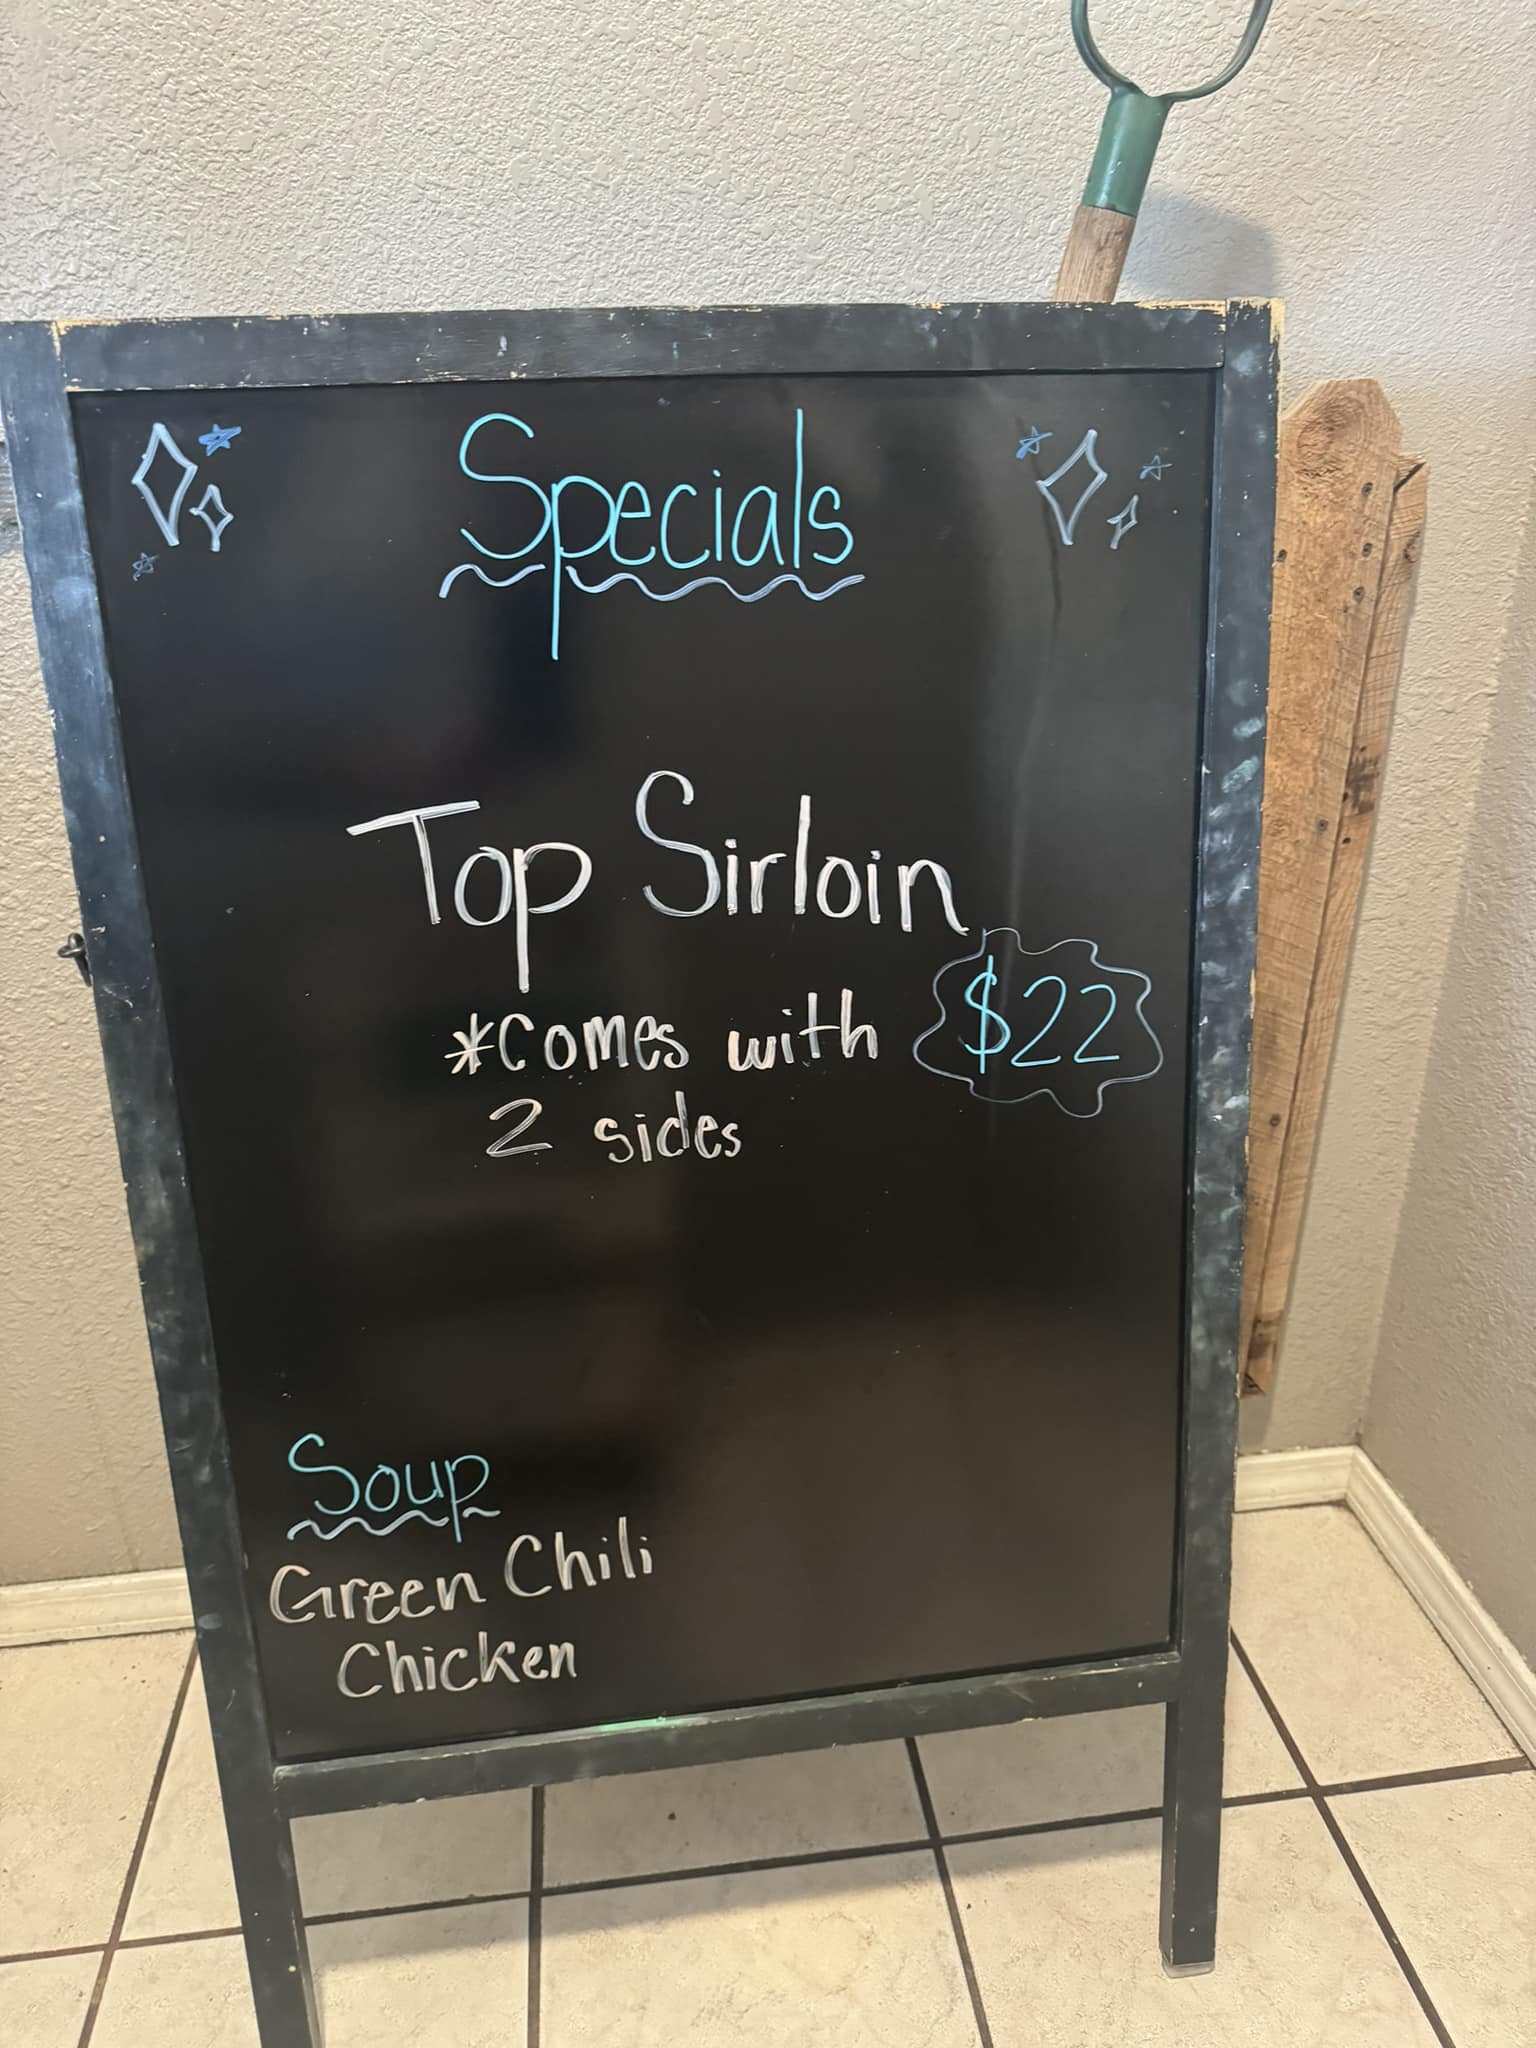 Specials
Top Sirloin
*Comes with $22
2 sides
Soup
Green Chili
Chicken